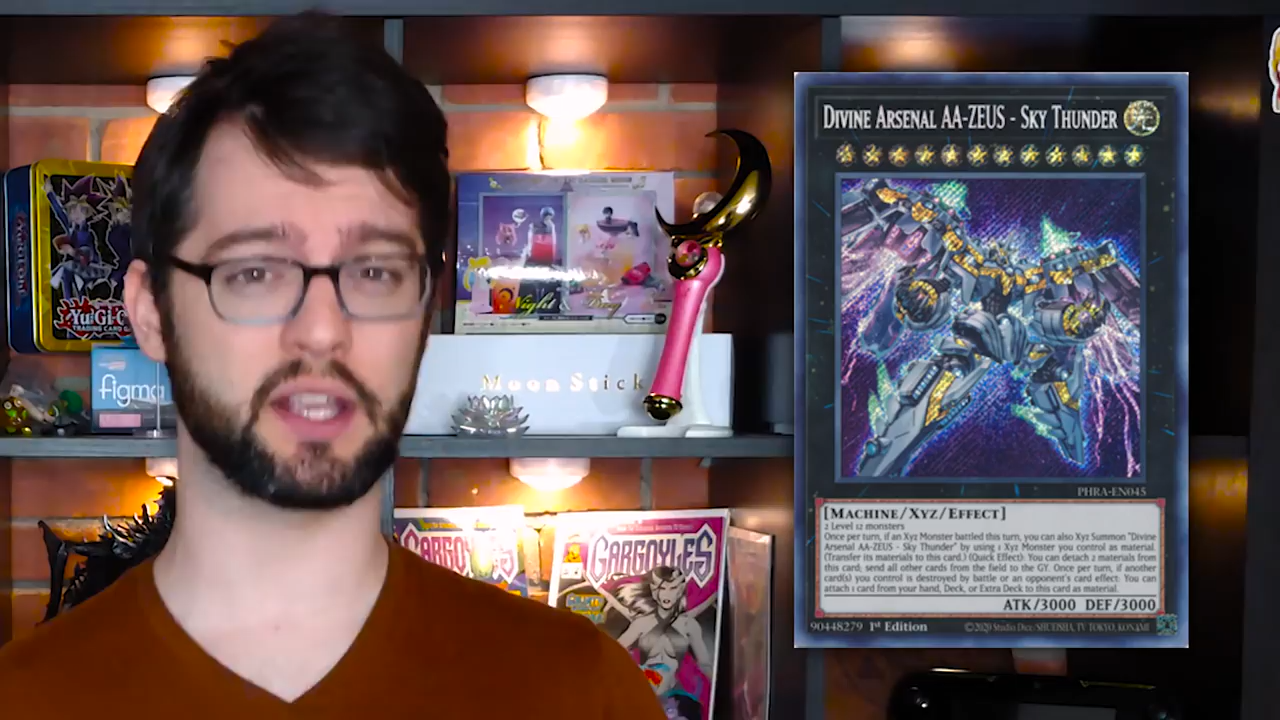 DIVINE ARSENAL AA-ZEUS - SKY THUNDER
PHRA-EN045
[MACHINE/XYZ/EFFECT]
2 Level 12 monsters
Once per turn, if an Xyz Monster battled this turn, you can also Xyz Summon "Divine
Arsenal AA-ZEUS - Sky Thunder" by using 1 Xyz Monster you control as material.
(Transfer its materials to this card.) (Quick Effect): You can detach 2 materials from
this card; send all other cards from the field to the GY. Once per turn, if another
card(s) you control is destroyed by battle or an opponent's card effect: You can
attach 1 card from your hand, Deck, or Extra Deck to this card as material.
ATK/3000 DEF/3000
90448279 1st Edition
©2020 Studio Dice/SHUEISHA, TV TOKYO, KONAMI
Yu-Gi-O
TRADING CARD
figma
Night & Day
Moon Stick
GARGOY
GARGOYLES